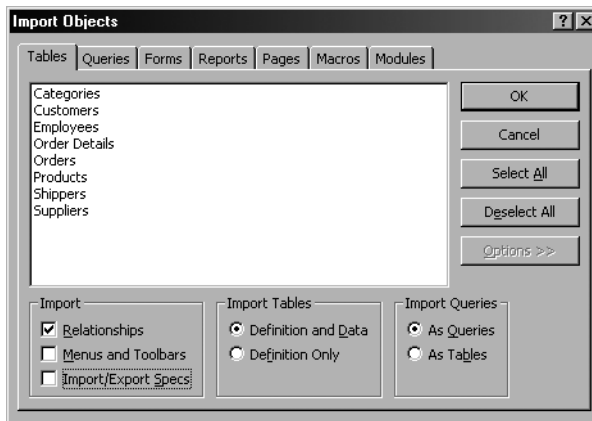 Import Objects
Tables Queries Forms Reports Pages Macros Modules
Categories
Customers
Employees
Order Details
Orders
Products
Shippers
Suppliers
OK
Cancel
Select All
Deselect All
Options >>
Import
Relationships
Menus and Toolbars
Import/Export Specs
Import Tables
Definition and Data
Definition Only
Import Queries
As Queries
As Tables